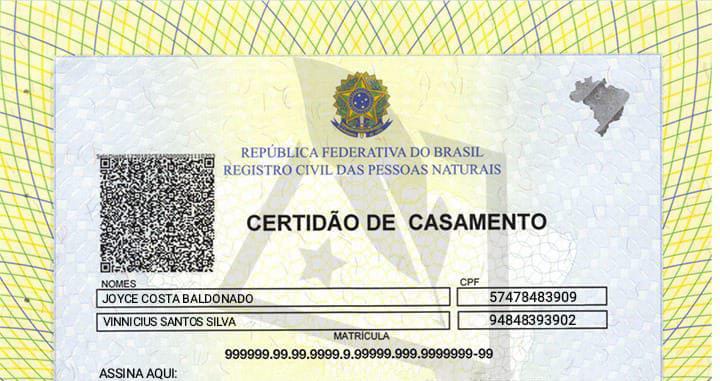 REPÚBLICA FEDERATIVA DO BRASIL
REGISTRO CIVIL DAS PESSOAS NATURAIS
CERTIDÃO DE CASAMENTO
NOMES CPF
JOYCE COSTA BALDONADO 57478483909
VINNICIUS SANTOS SILVA 94848393902
MATRÍCULA
999999.99.99.9999.9.99999.999.9999999-99
ASSINA AQUI: